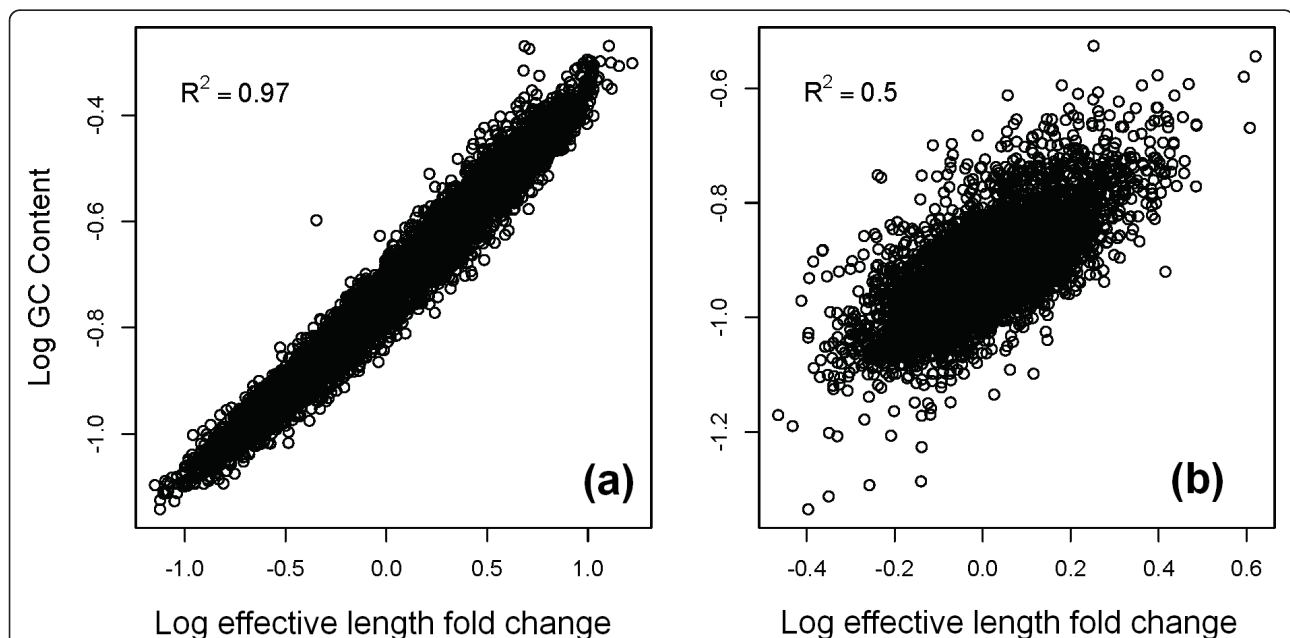 R² = 0.97
Log GC Content
-0.4
-0.6
-0.8
-1.0
(a)
-1.0 -0.5 0.0 0.5 1.0
Log effective length fold change
R² = 0.5
-0.6
-0.8
-1.0
-1.2
(b)
-0.4 -0.2 0.0 0.2 0.4 0.6
Log effective length fold change